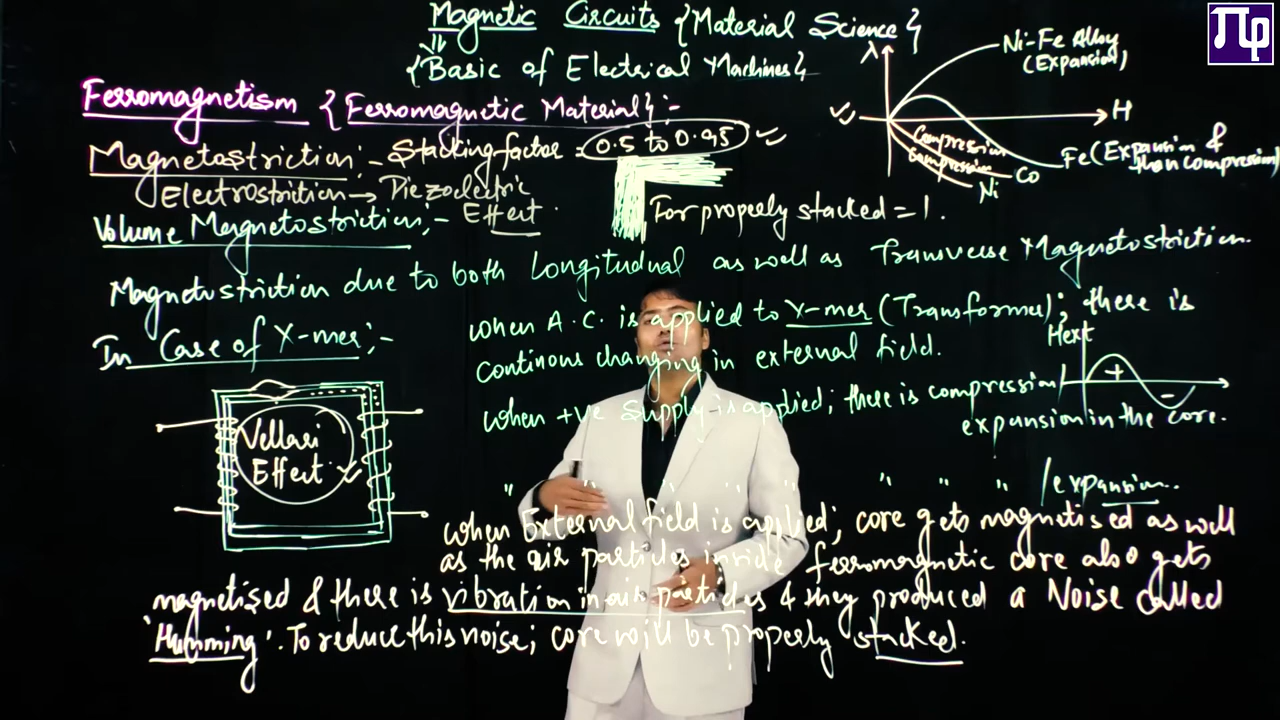 Magnetic Circuits {Material Science}
{Basic of Electrical Machines}
Ferromagnetism {Ferromagnetic Material} :-
Magnetostriction :- Stacking factor = 0.5 to 0.95
Electrostrition → Piezoelectric
Effect.
For properly stacked = 1.
Volume Magnetostriction :-
Magnetostriction due to both Longitudual as well as Transverse Magnetostriction.
In Case of X-mer :-
when A.C. is applied to X-mer (Transformer); there is
continous changing in external field.
when +ve supply is applied; there is compression/
expansion in the core.
" " " " " " " " /expansion.
when External field is applied; core gets magnetised as well
as the air particles inside ferromagnetic core also gets
magnetised & there is vibration in air particles & they produced a Noise called
'Humming'. To reduce this noise; core will be properly stacked.
Vellari
Effect
λ
Ni-Fe Alloy
(Expansion)
H
Compression
Compression
Fe (Expansion &
then compression)
Co
Ni
Hext
+
-
πφ